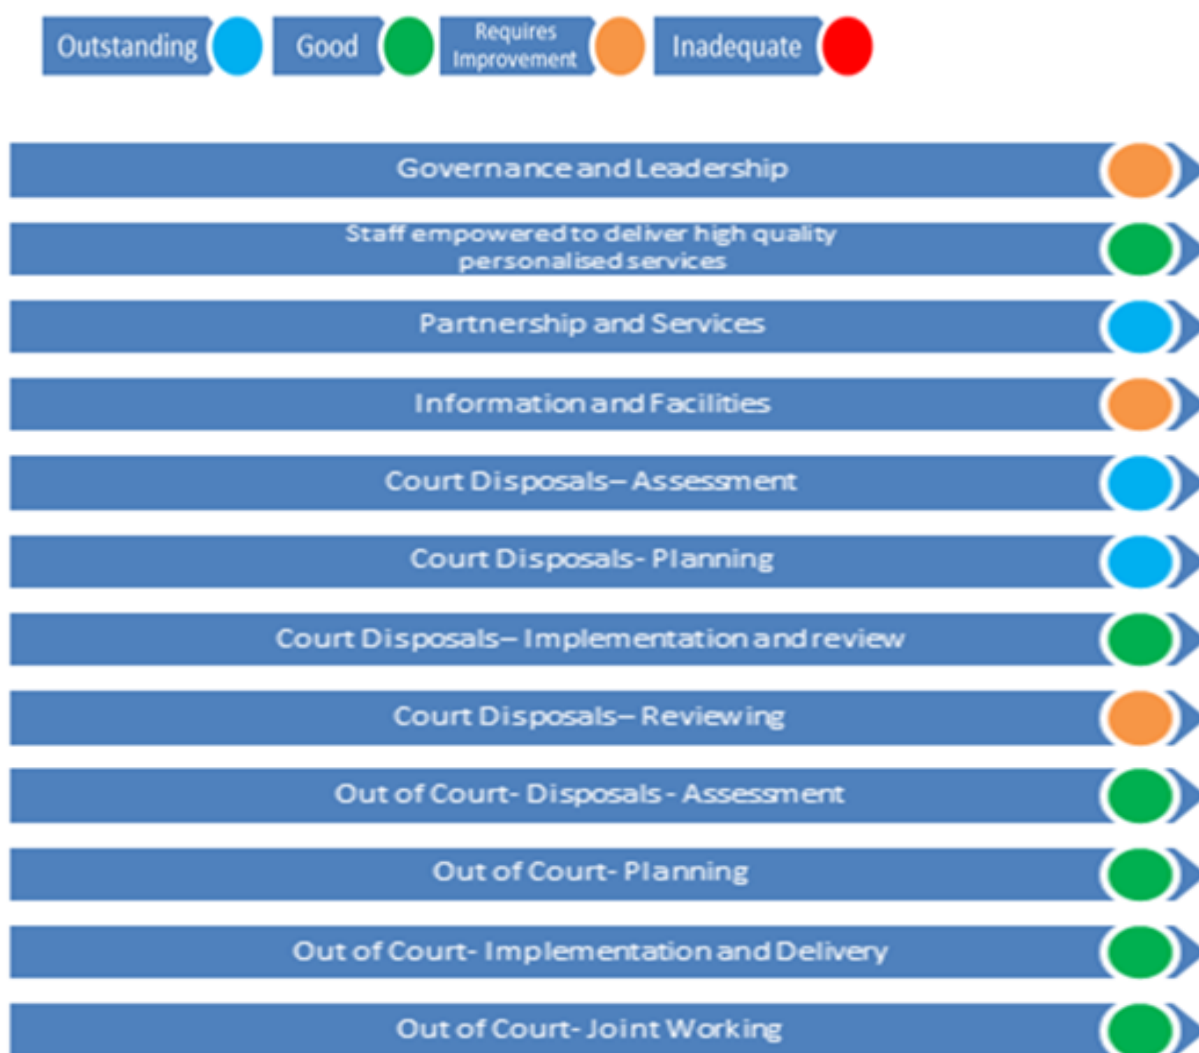 Outstanding
Good
Requires
Improvement
Inadequate
Governance and Leadership
Staff empowered to deliver high quality
personalised services
Partnership and Services
Information and Facilities
Court Disposals– Assessment
Court Disposals- Planning
Court Disposals– Implementation and review
Court Disposals– Reviewing
Out of Court- Disposals - Assessment
Out of Court- Planning
Out of Court- Implementation and Delivery
Out of Court- Joint Working